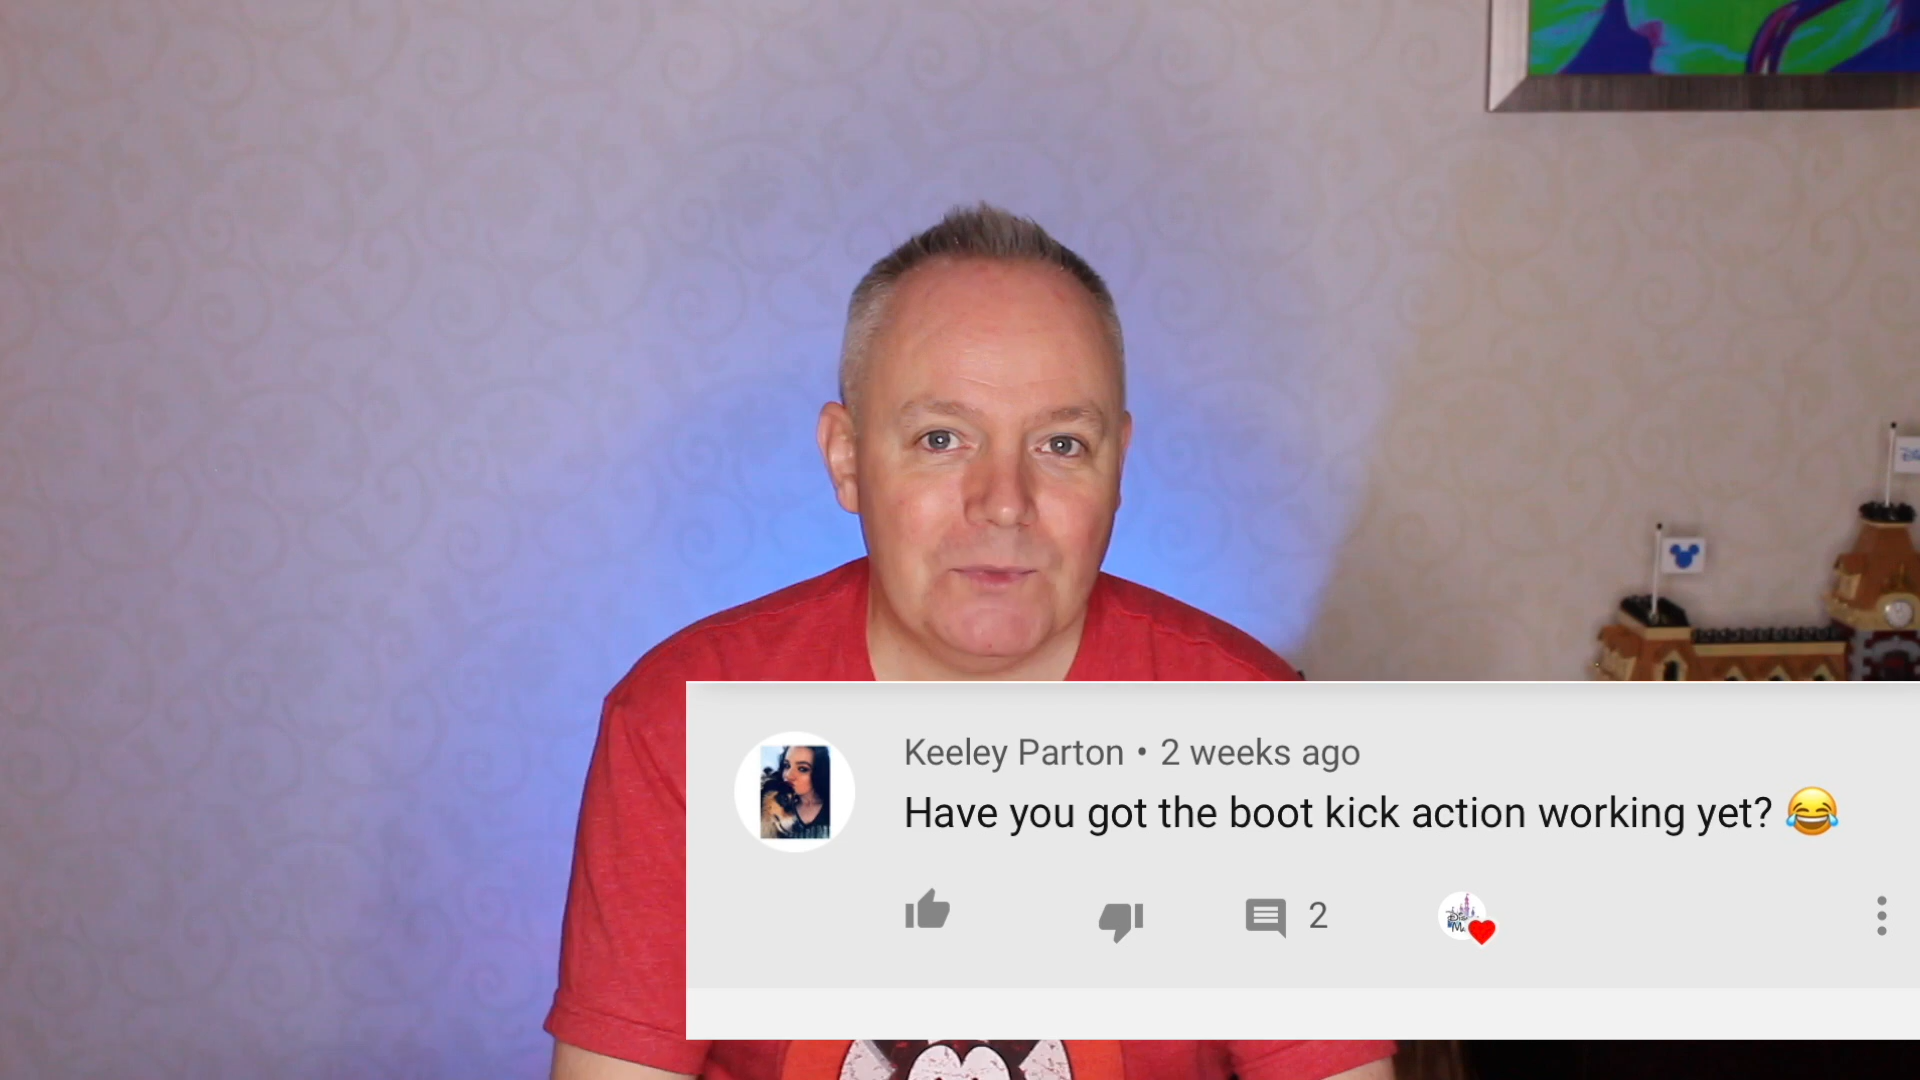 Keeley Parton • 2 weeks ago
Have you got the boot kick action working yet? 😂
2